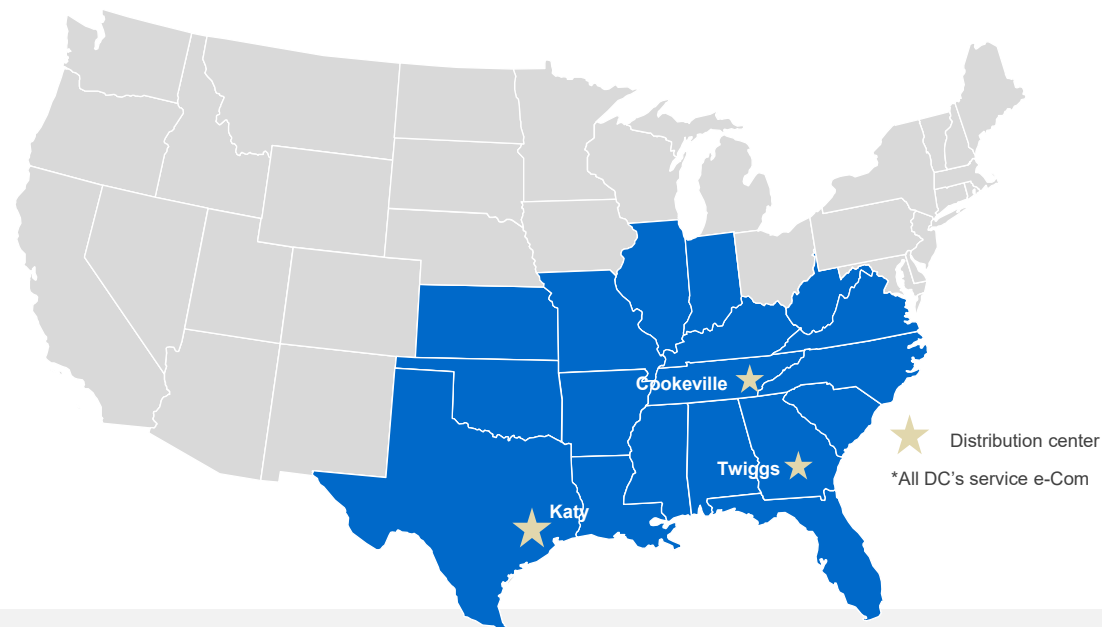 Cookeville
Twiggs
Katy
Distribution center
*All DC's service e-Com